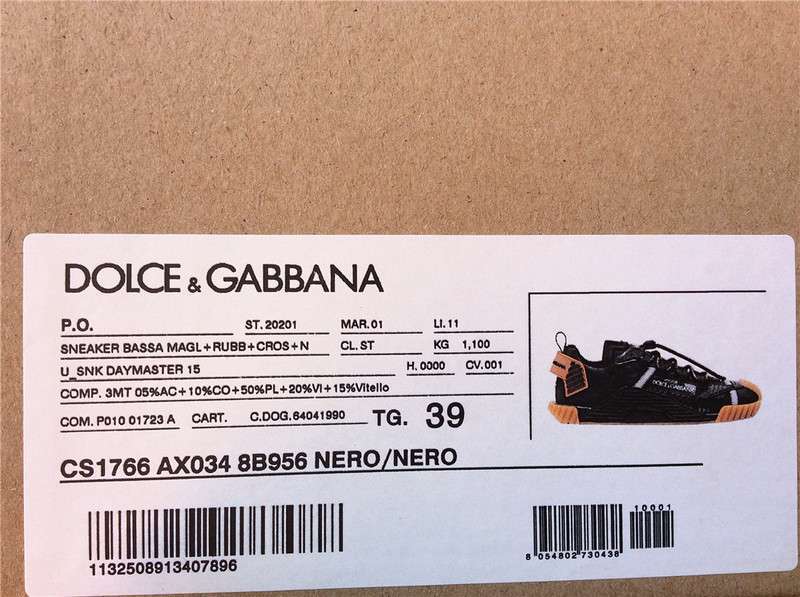 DOLCE & GABBANA
P.O. ST. 20201 MAR. 01 LI. 11
SNEAKER BASSA MAGL+RUBB+CROS+N CL. ST KG 1,100
U_SNK DAYMASTER 15 H. 0000 CV. 001
COMP. 3MT 05%AC+10%CO+50%PL+20%VI+15%Vitello
COM. P010 01723 A CART. C.DOG. 64041990 TG. 39
CS1766 AX034 8B956 NERO/NERO
1132508913407896
10001
8 054802 730438
DOLCE&GABBANA